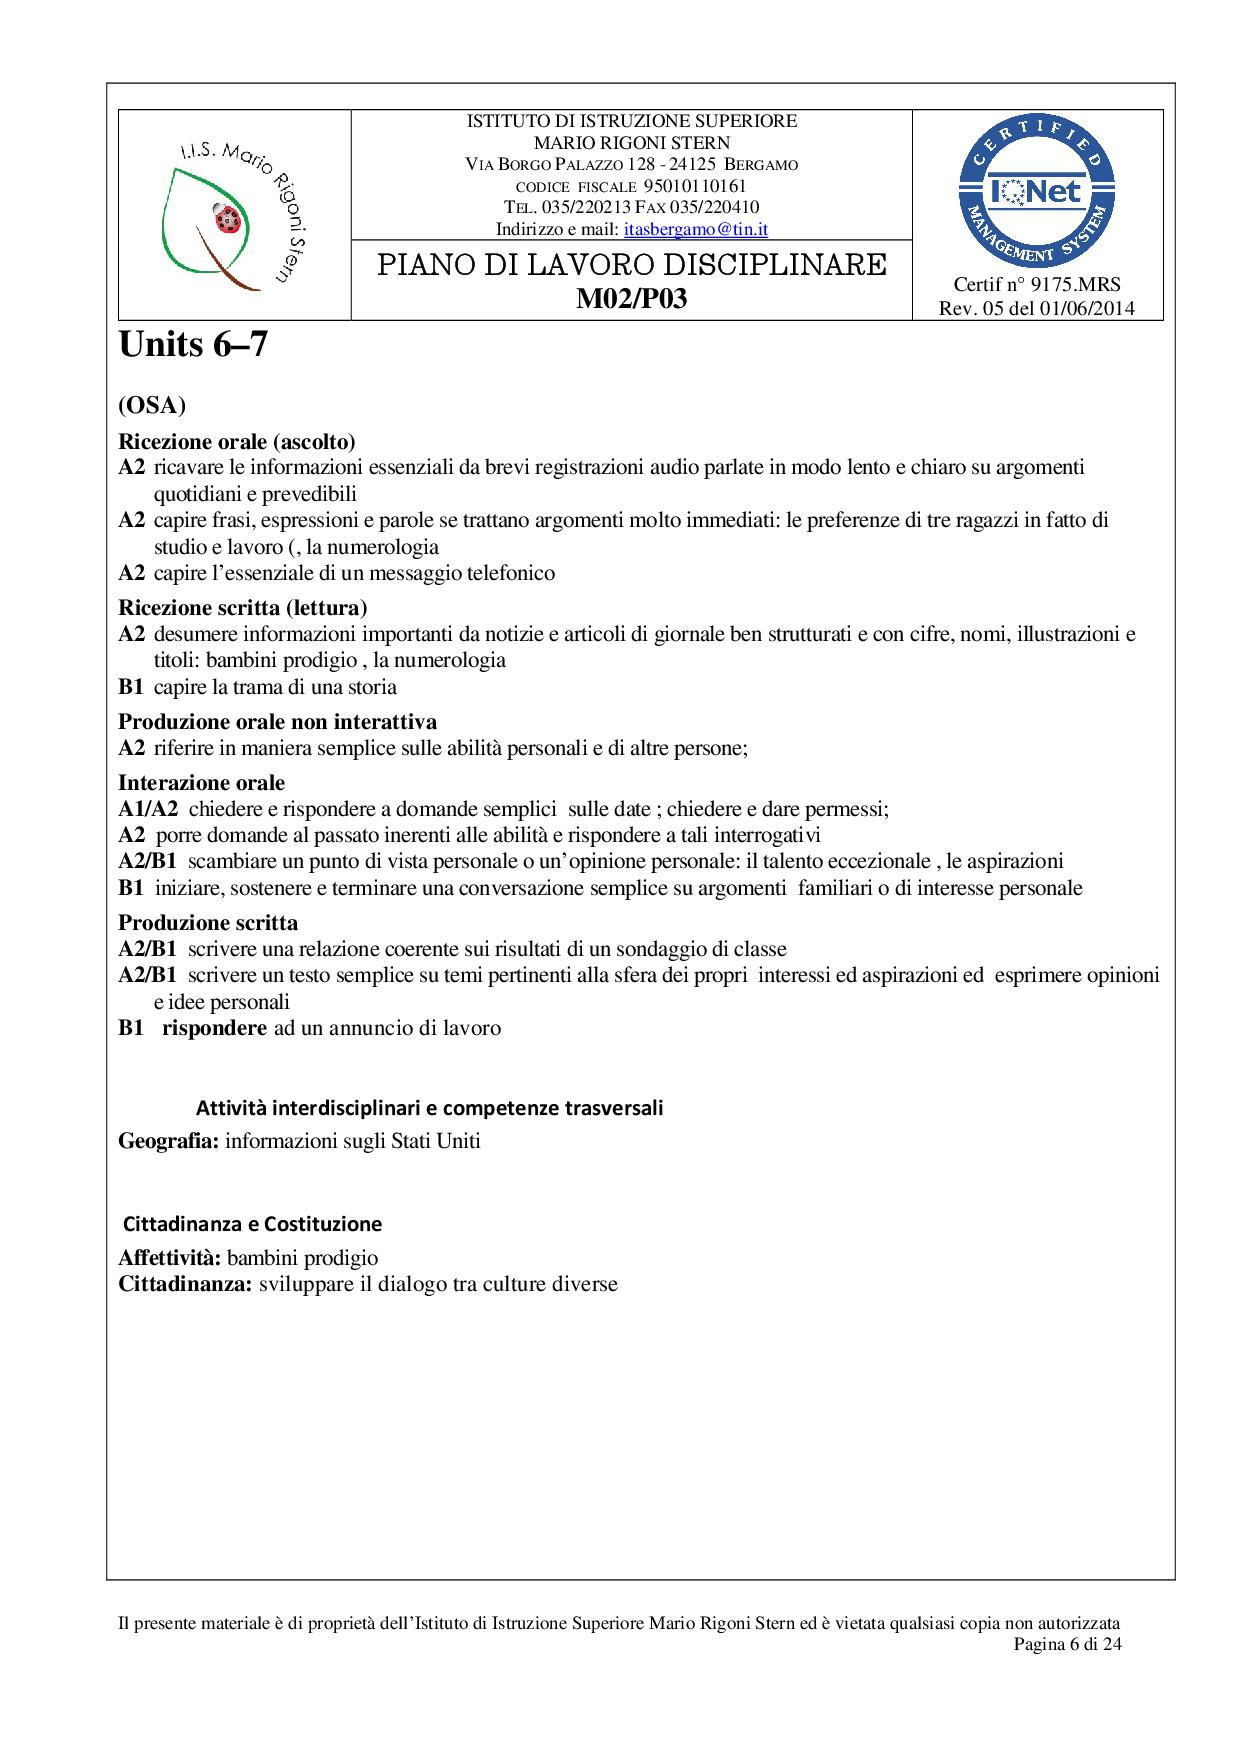 I.I.S. Mario Rigoni Stern
ISTITUTO DI ISTRUZIONE SUPERIORE
MARIO RIGONI STERN
VIA BORGO PALAZZO 128 - 24125 BERGAMO
CODICE FISCALE 95010110161
TEL. 035/220213 FAX 035/220410
Indirizzo e mail: itasbergamo@tin.it
PIANO DI LAVORO DISCIPLINARE
M02/P03
CERTIFIED
IQNet
MANAGEMENT SYSTEM
Certif n° 9175.MRS
Rev. 05 del 01/06/2014
Units 6–7
(OSA)
Ricezione orale (ascolto)
A2 ricavare le informazioni essenziali da brevi registrazioni audio parlate in modo lento e chiaro su argomenti
quotidiani e prevedibili
A2 capire frasi, espressioni e parole se trattano argomenti molto immediati: le preferenze di tre ragazzi in fatto di
studio e lavoro (, la numerologia
A2 capire l’essenziale di un messaggio telefonico
Ricezione scritta (lettura)
A2 desumere informazioni importanti da notizie e articoli di giornale ben strutturati e con cifre, nomi, illustrazioni e
titoli: bambini prodigio , la numerologia
B1 capire la trama di una storia
Produzione orale non interattiva
A2 riferire in maniera semplice sulle abilità personali e di altre persone;
Interazione orale
A1/A2 chiedere e rispondere a domande semplici sulle date ; chiedere e dare permessi;
A2 porre domande al passato inerenti alle abilità e rispondere a tali interrogativi
A2/B1 scambiare un punto di vista personale o un’opinione personale: il talento eccezionale , le aspirazioni
B1 iniziare, sostenere e terminare una conversazione semplice su argomenti familiari o di interesse personale
Produzione scritta
A2/B1 scrivere una relazione coerente sui risultati di un sondaggio di classe
A2/B1 scrivere un testo semplice su temi pertinenti alla sfera dei propri interessi ed aspirazioni ed esprimere opinioni
e idee personali
B1 rispondere ad un annuncio di lavoro
Attività interdisciplinari e competenze trasversali
Geografia: informazioni sugli Stati Uniti
Cittadinanza e Costituzione
Affettività: bambini prodigio
Cittadinanza: sviluppare il dialogo tra culture diverse
Il presente materiale è di proprietà dell’Istituto di Istruzione Superiore Mario Rigoni Stern ed è vietata qualsiasi copia non autorizzata
Pagina 6 di 24